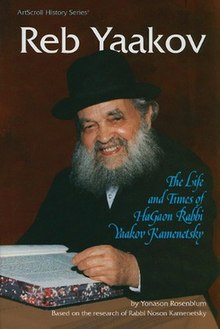 ArtScroll History Series®
Reb Yaakov
The Life
and Times of
HaGaon Rabbi
Yaakov Kamenetsky
by Yonason Rosenblum
Based on the research of Rabbi Noson Kamenetsky